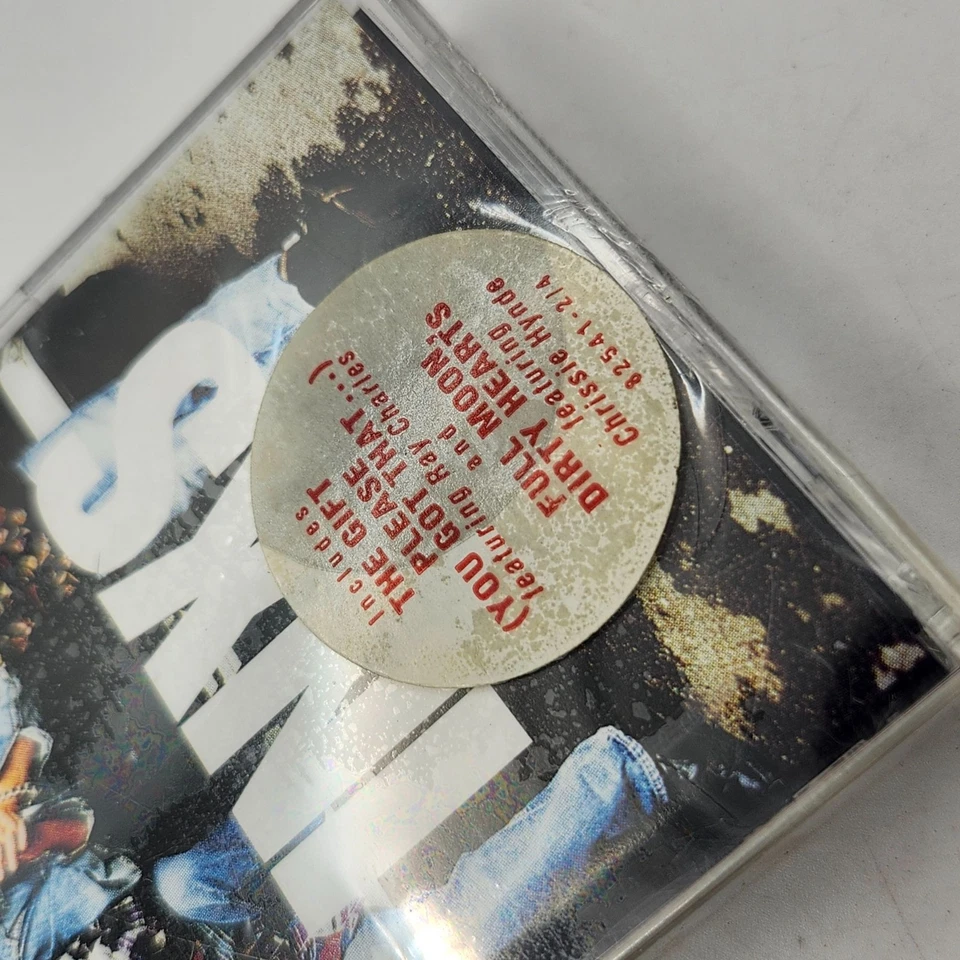 INXS
Includes
THE GIFT
PLEASE
(YOU GOT THAT...)
featuring Ray Charles
and
FULL MOON,
DIRTY HEARTS
featuring
Chrissie Hynde
82541-2/4